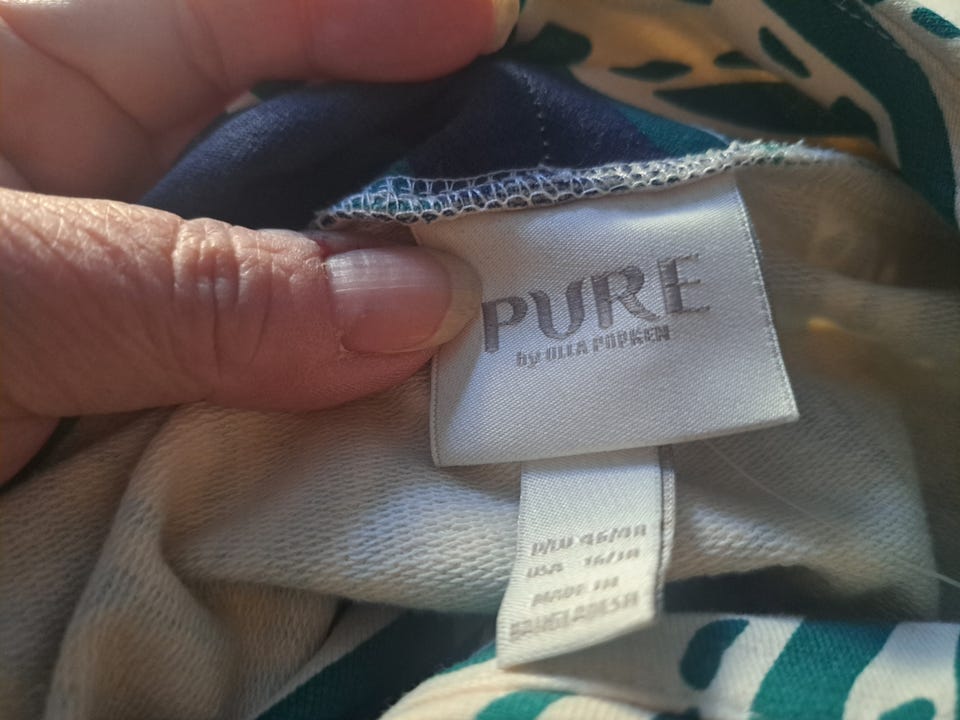 PURE
by ULLA POPKEN
D/EU 46/48
USA 16/18
MADE IN
BANGLADESH